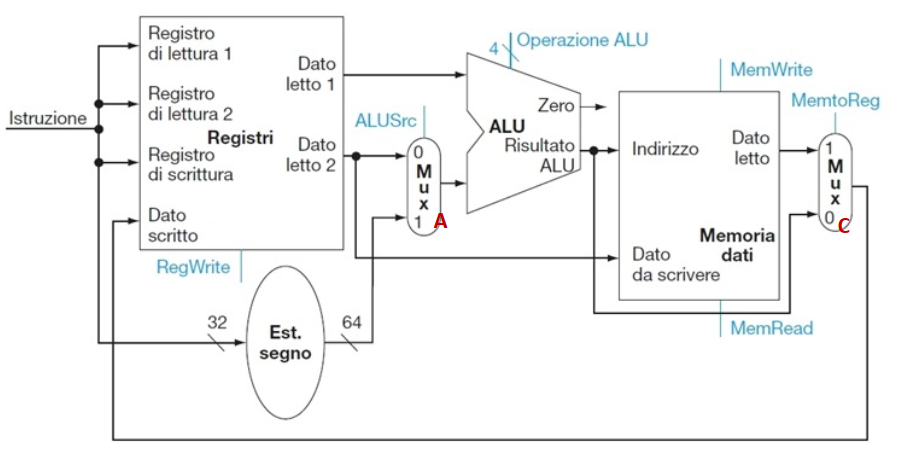 Istruzione
Registro
di lettura 1
Registro
di lettura 2
Registri
Registro
di scrittura
Dato
scritto
Dato
letto 1
Dato
letto 2
RegWrite
32
Est.
segno
64
ALUSrc
0
M
u
x
1
A
4
Operazione ALU
Zero
ALU
Risultato
ALU
MemWrite
Indirizzo
Dato
letto
Memoria
dati
Dato
da scrivere
MemRead
MemtoReg
1
M
u
x
0
C